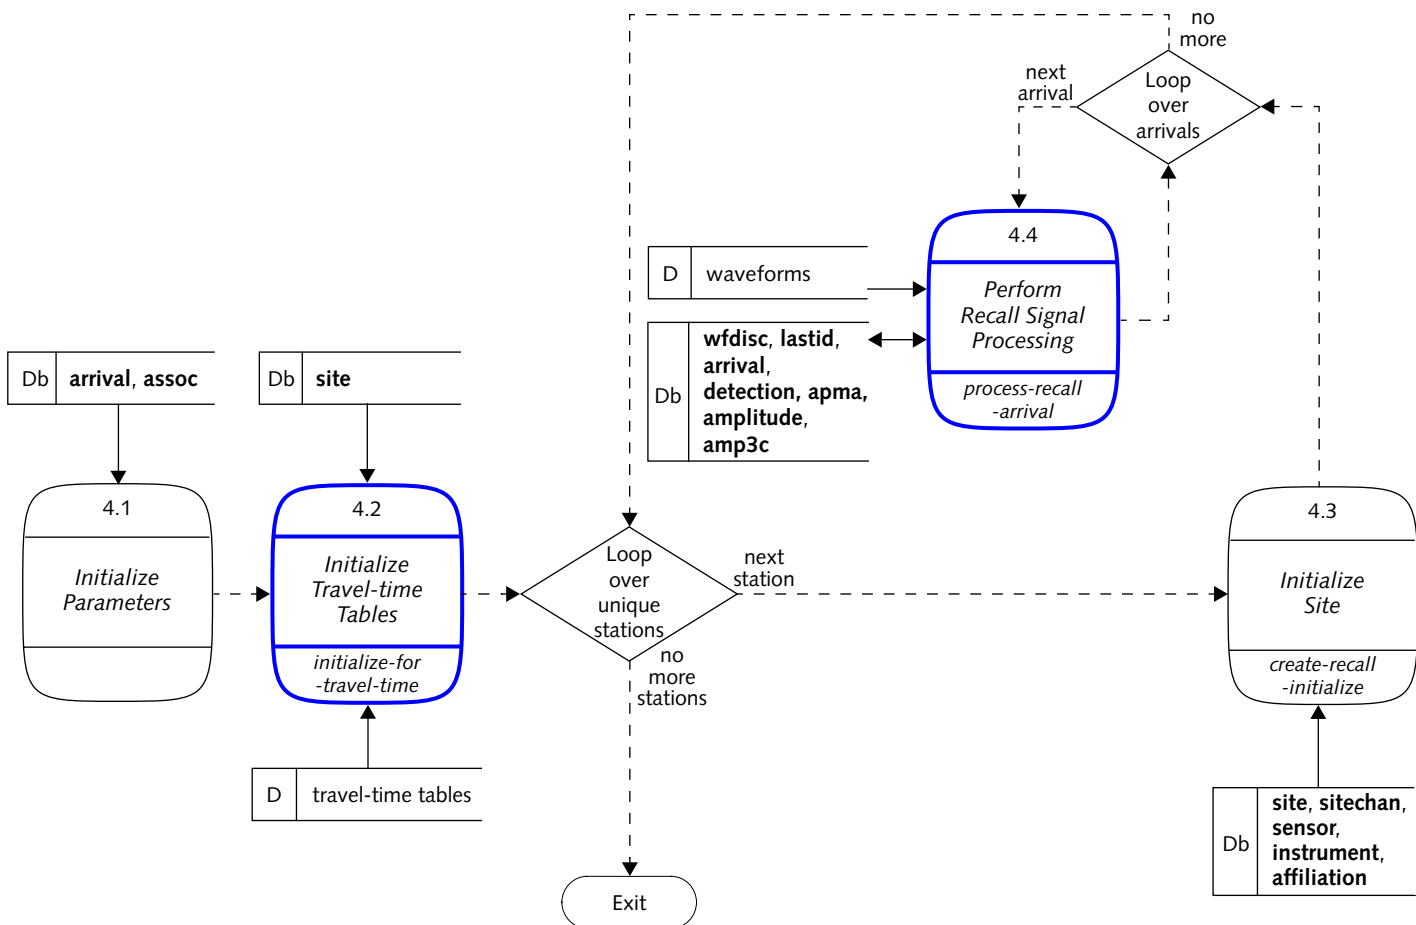 no
more
next
arrival
Loop
over
arrivals
4.4
Perform
Recall Signal
Processing
process-recall
-arrival
D
waveforms
Db
wfdisc, lastid,
arrival,
detection, apma,
amplitude,
amp3c
Db
arrival, assoc
Db
site
4.1
Initialize
Parameters
4.2
Initialize
Travel-time
Tables
initialize-for
-travel-time
D
travel-time tables
Loop
over
unique
stations
next
station
no
more
stations
Exit
4.3
Initialize
Site
create-recall
-initialize
Db
site, sitechan,
sensor,
instrument,
affiliation